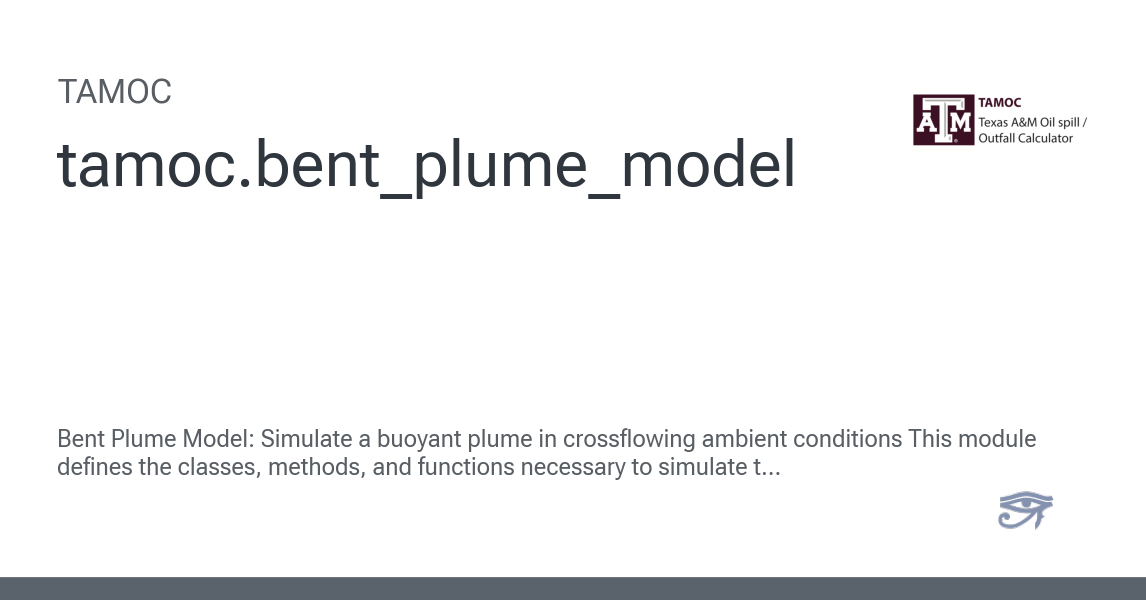 TAMOC
tamoc.bent_plume_model
ATM
TAMOC
Texas A&M Oil spill /
Outfall Calculator
Bent Plume Model: Simulate a buoyant plume in crossflowing ambient conditions This module
defines the classes, methods, and functions necessary to simulate t...